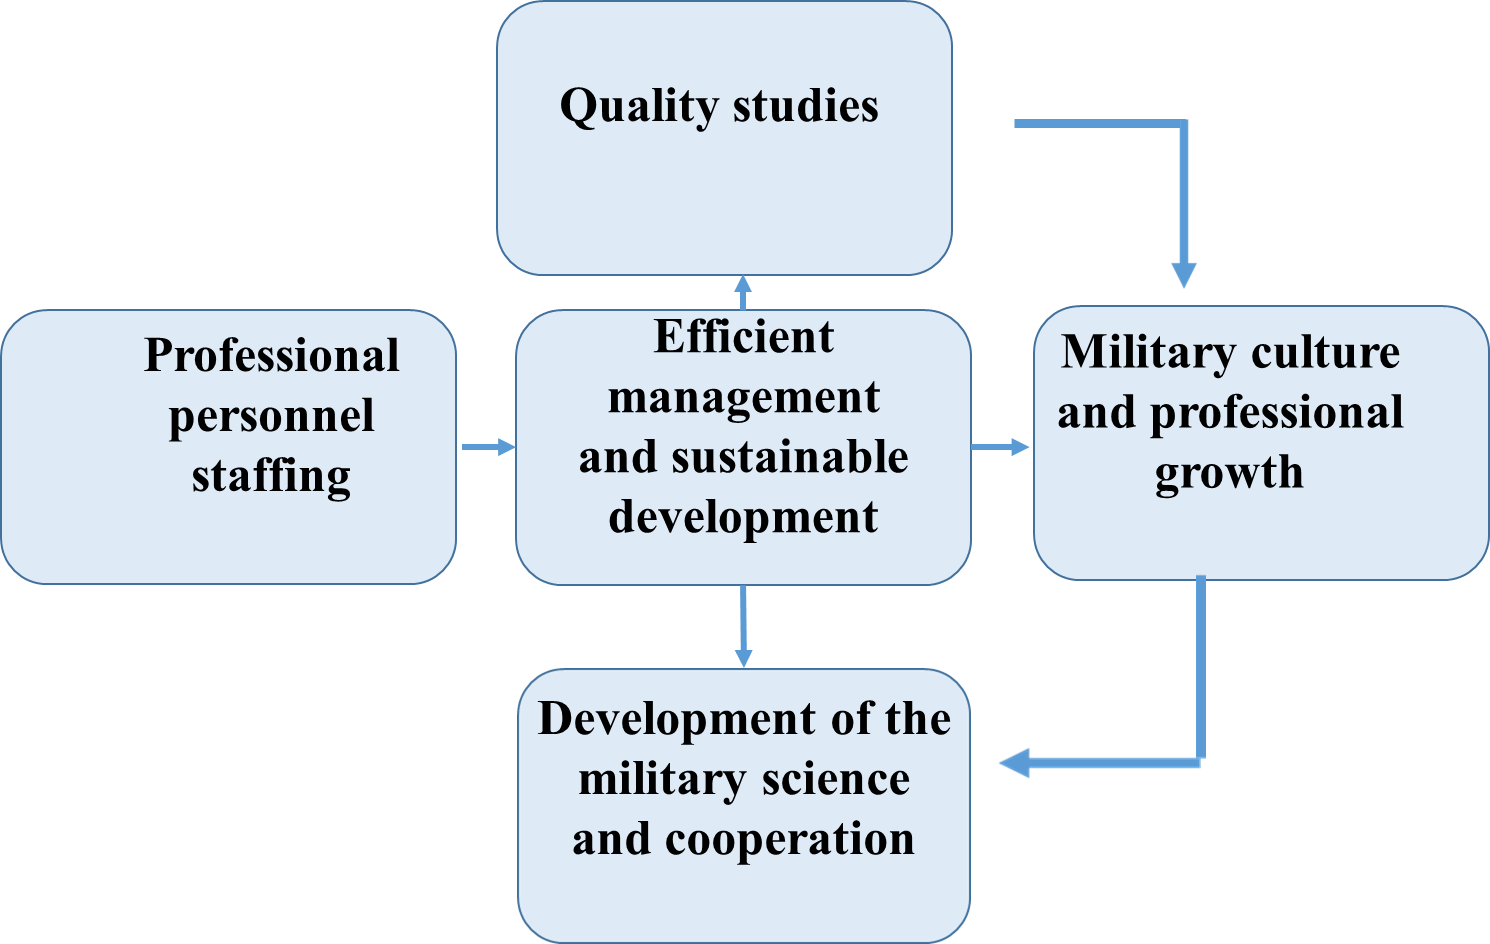 Quality studies
Professional
personnel
staffing
Efficient
management
and sustainable
development
Military culture
and professional
growth
Development of the
military science
and cooperation